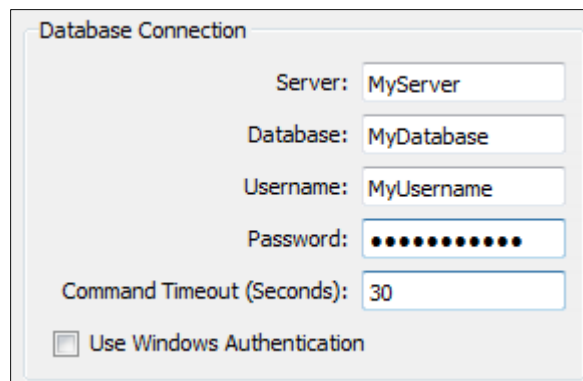 Database Connection
Server: MyServer
Database: MyDatabase
Username: MyUsername
Password: ●●●●●●●●●●●
Command Timeout (Seconds): 30
Use Windows Authentication